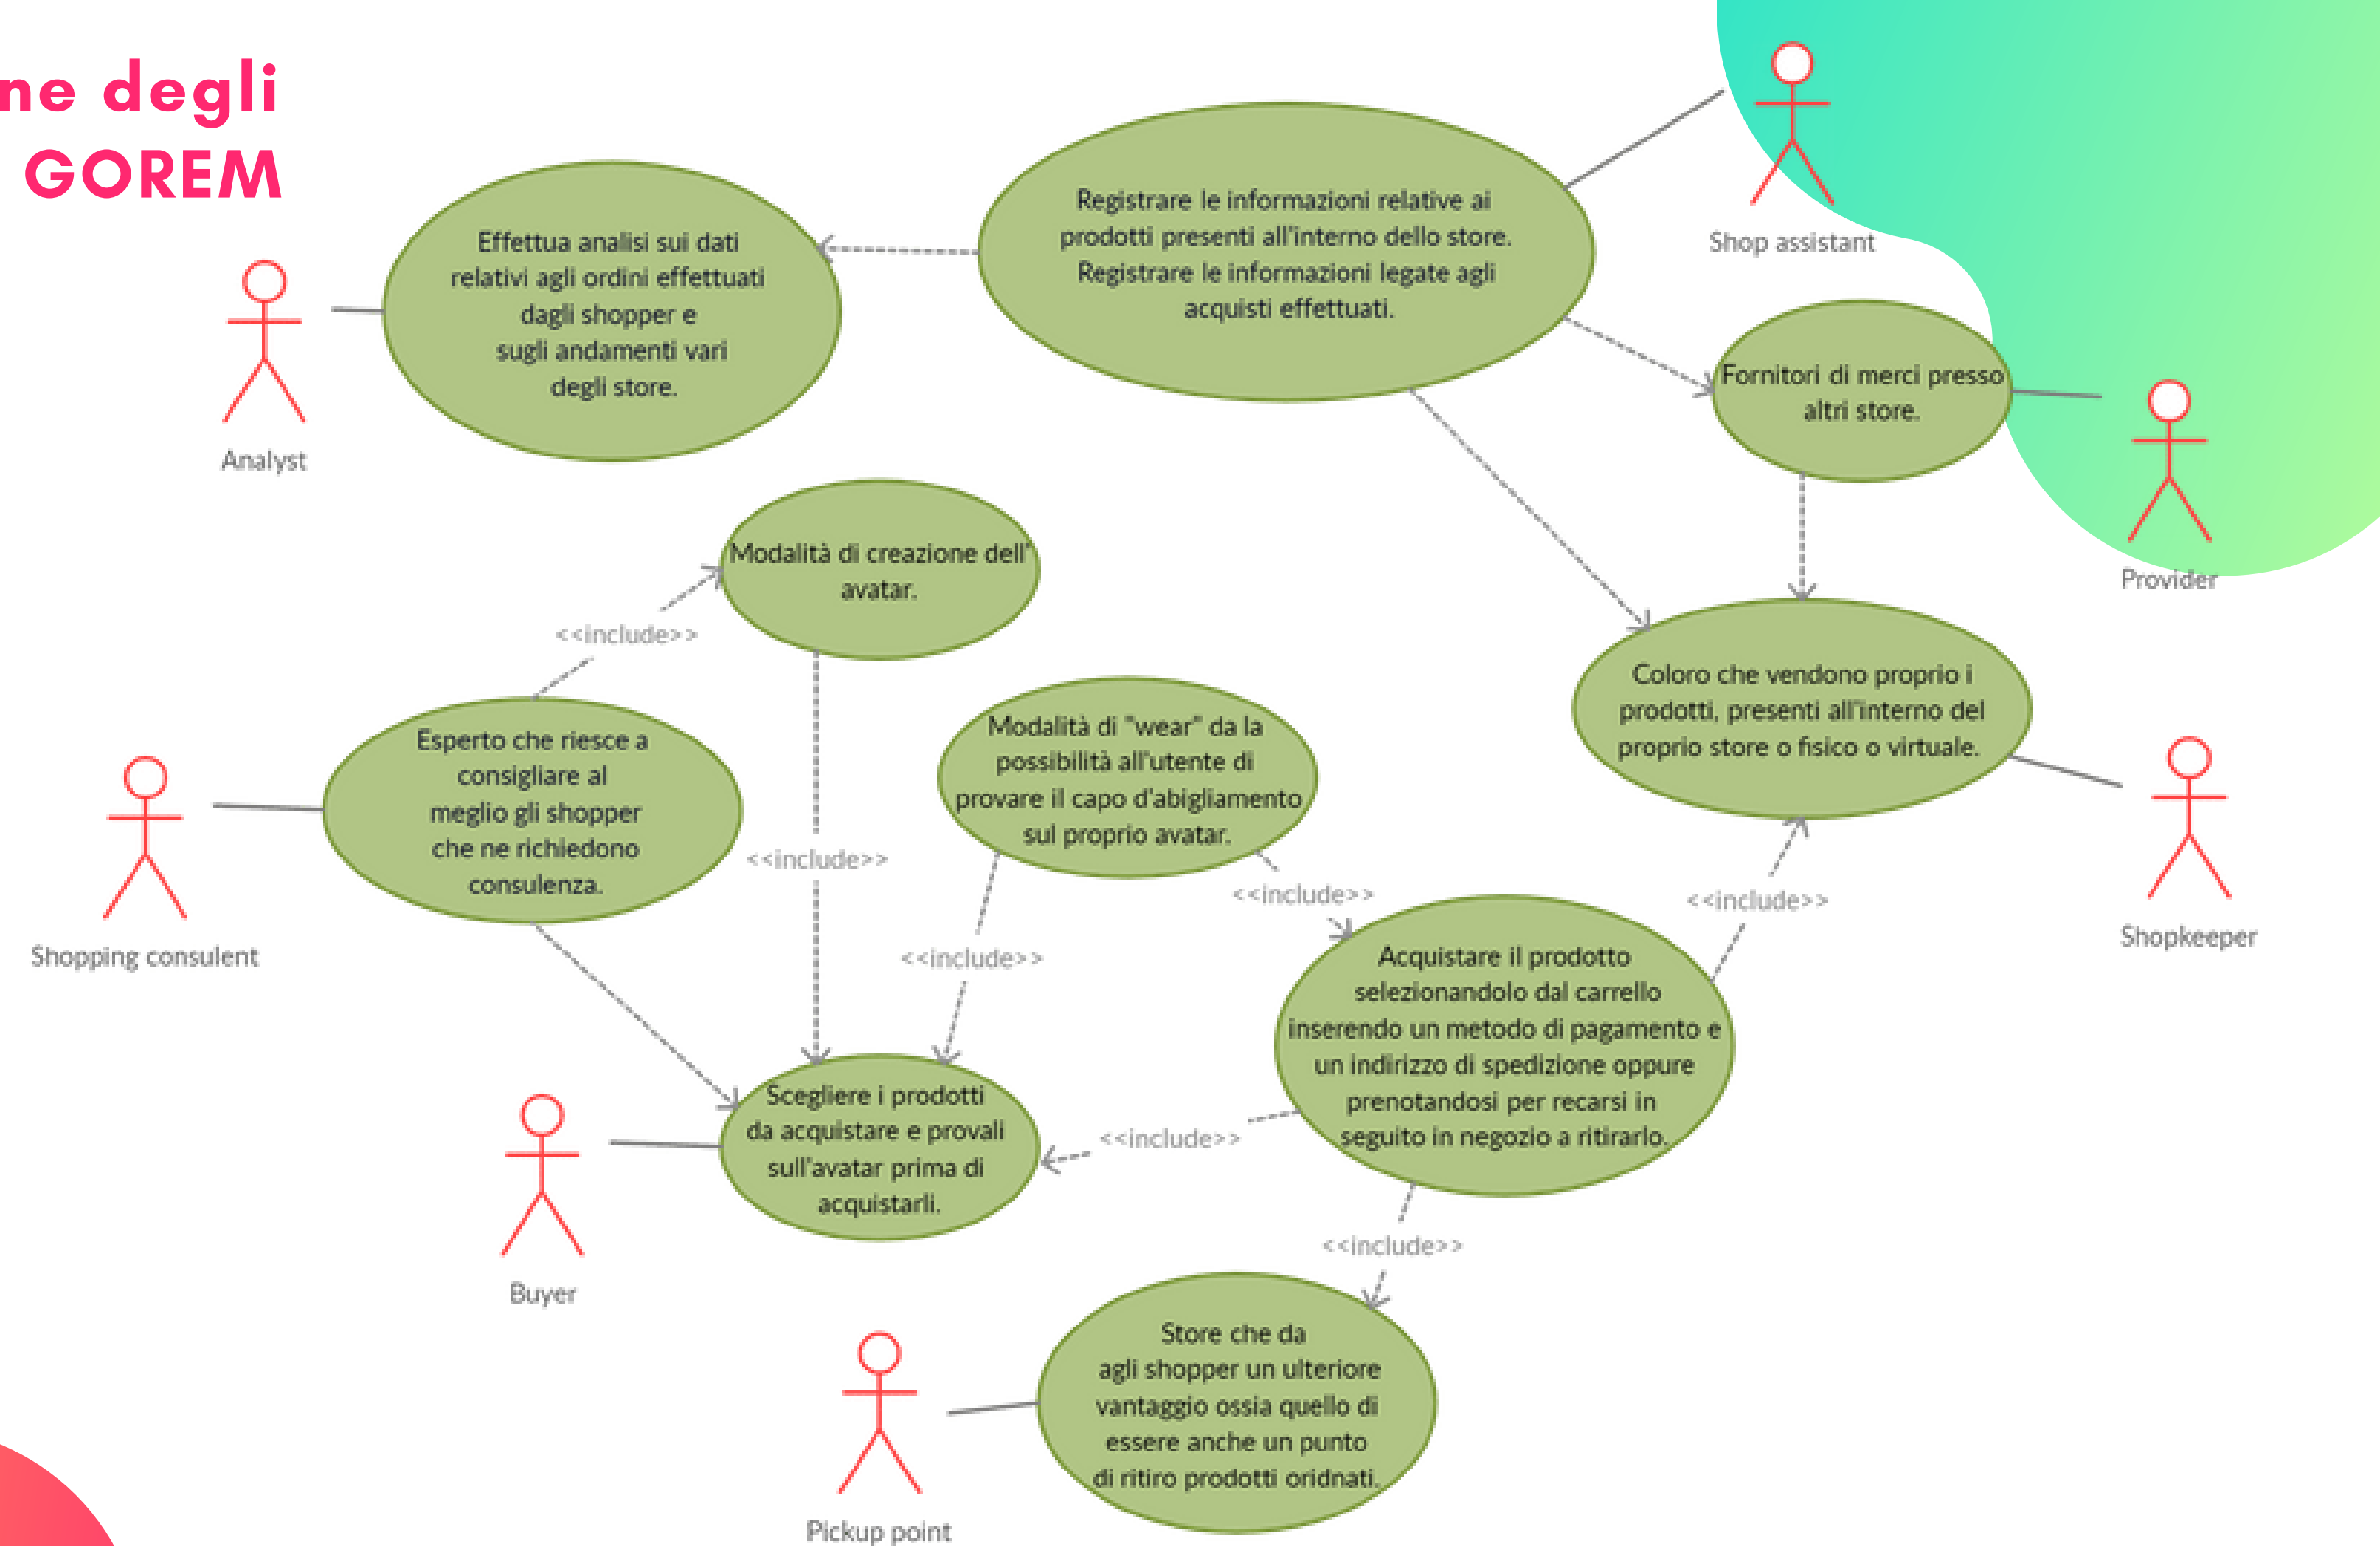 ne degli
GOREM
Effettua analisi sui dati
relativi agli ordini effettuati
dagli shopper e
sugli andamenti vari
degli store.
Analyst
Registrare le informazioni relative ai
prodotti presenti all'interno dello store.
Registrare le informazioni legate agli
acquisti effettuati.
Shop assistant
Fornitori di merci presso
altri store.
Provider
Modalità di creazione dell'
avatar.
<<include>>
Esperto che riesce a
consigliare al
meglio gli shopper
che ne richiedono
consulenza.
Shopping consulent
<<include>>
Modalità di "wear" da la
possibilità all'utente di
provare il capo d'abigliamento
sul proprio avatar.
<<include>>
<<include>>
Coloro che vendono proprio i
prodotti, presenti all'interno del
proprio store o fisico o virtuale.
Shopkeeper
<<include>>
Acquistare il prodotto
selezionandolo dal carrello
inserendo un metodo di pagamento e
un indirizzo di spedizione oppure
prenotandosi per recarsi in
seguito in negozio a ritirarlo.
<<include>>
Scegliere i prodotti
da acquistare e provali
sull'avatar prima di
acquistarli.
Buyer
<<include>>
Store che da
agli shopper un ulteriore
vantaggio ossia quello di
essere anche un punto
di ritiro prodotti oridnati.
Pickup point